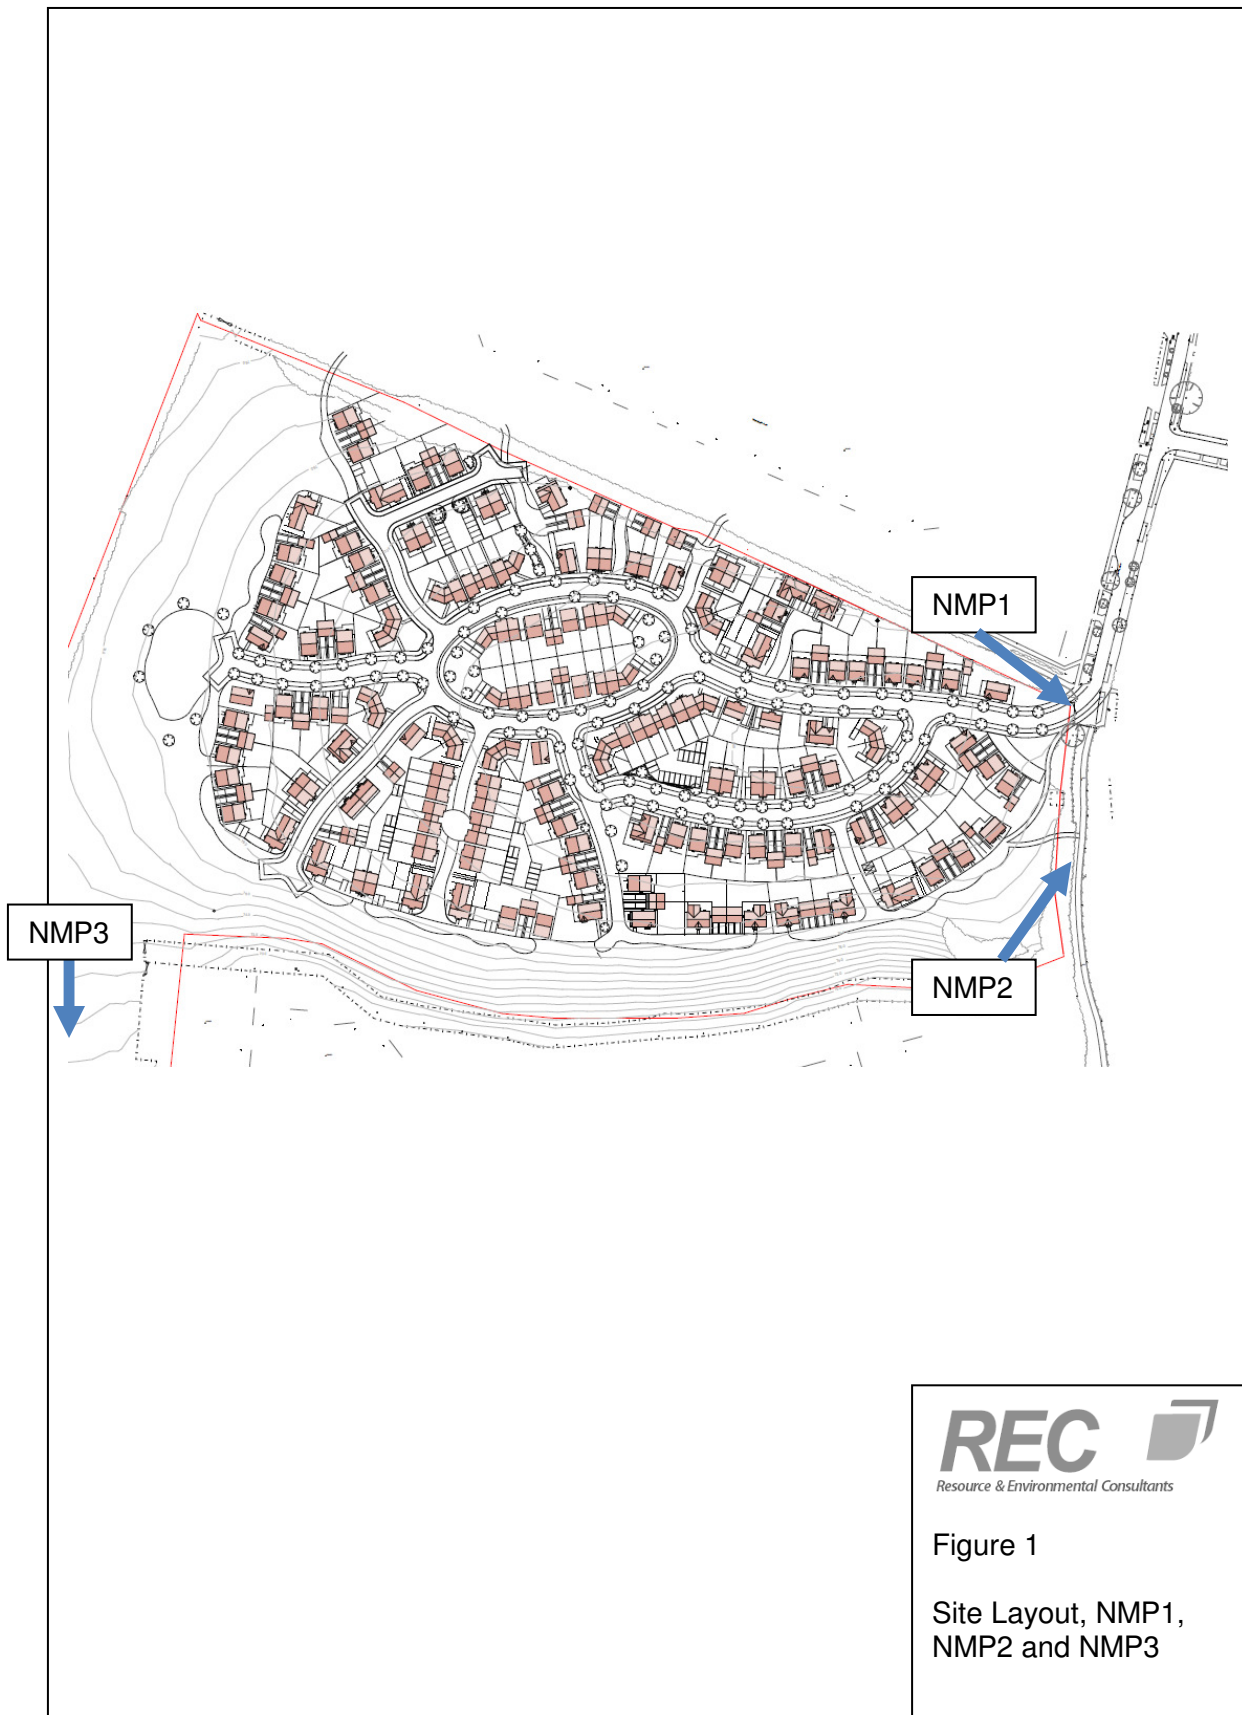 NMP1
NMP3
NMP2
REC
Resource & Environmental Consultants
Figure 1
Site Layout, NMP1,
NMP2 and NMP3